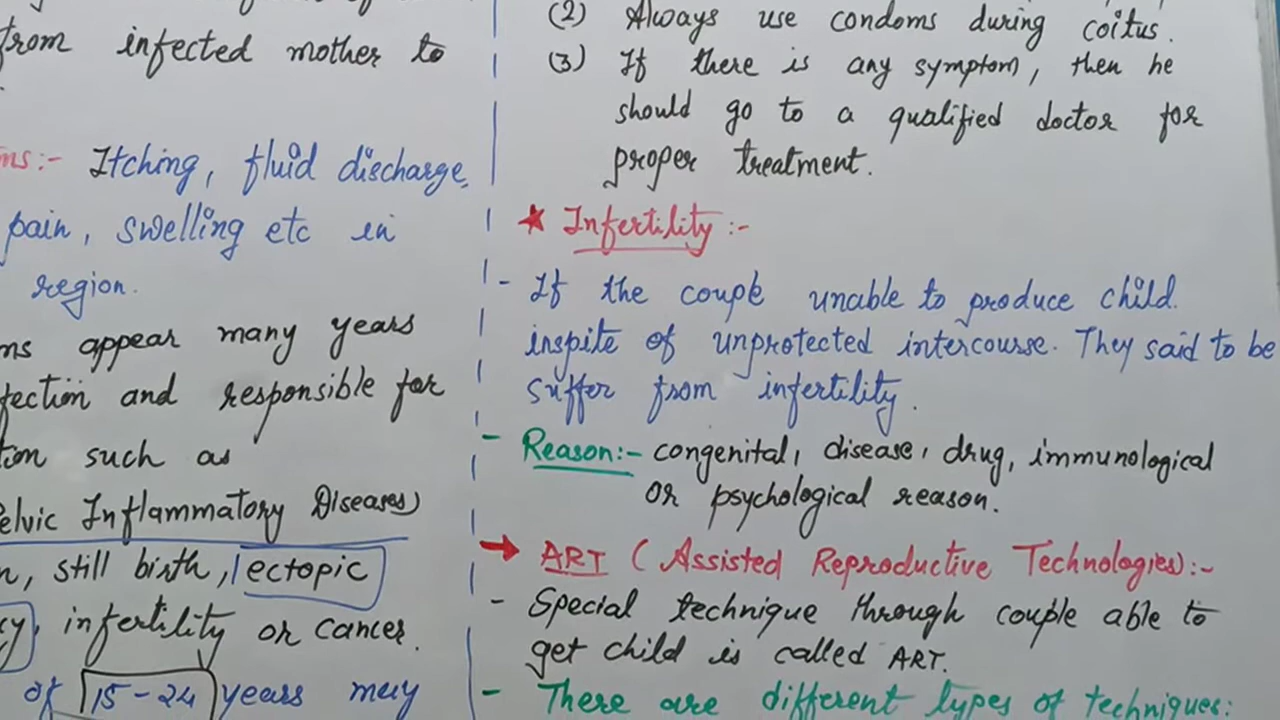 from infected mother to
Itching, fluid discharge,
pain, swelling etc in
region.
appear many years
and responsible for
such as
Inflammatory Diseases)
still birth, ectopic
infertility or cancer.
of 15-24 years may
(2) Always use condoms during coitus.
(3) If there is any symptom, then he
should go to a qualified doctor for
proper treatment.
* Infertility :-
- If the couple unable to produce child.
inspite of unprotected intercourse. They said to be
suffer from infertility.
- Reason:- congenital, disease, drug, immunological
or psychological reason.
→ ART (Assisted Reproductive Technologies):-
- Special technique through couple able to
get child is called ART.
- There are different types of techniques: